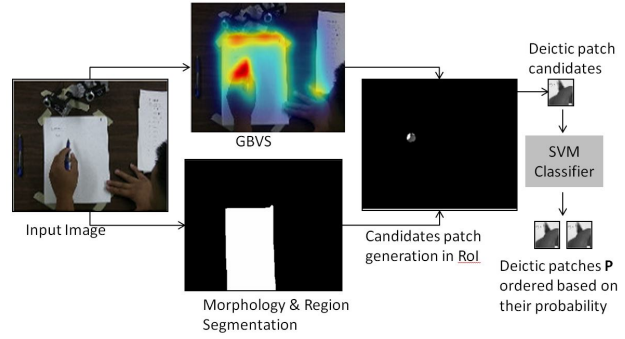 Deictic patch
candidates
GBVS
SVM
Classifier
Input Image
Candidates patch
generation in RoI
Deictic patches P
ordered based on
their probability
Morphology & Region
Segmentation